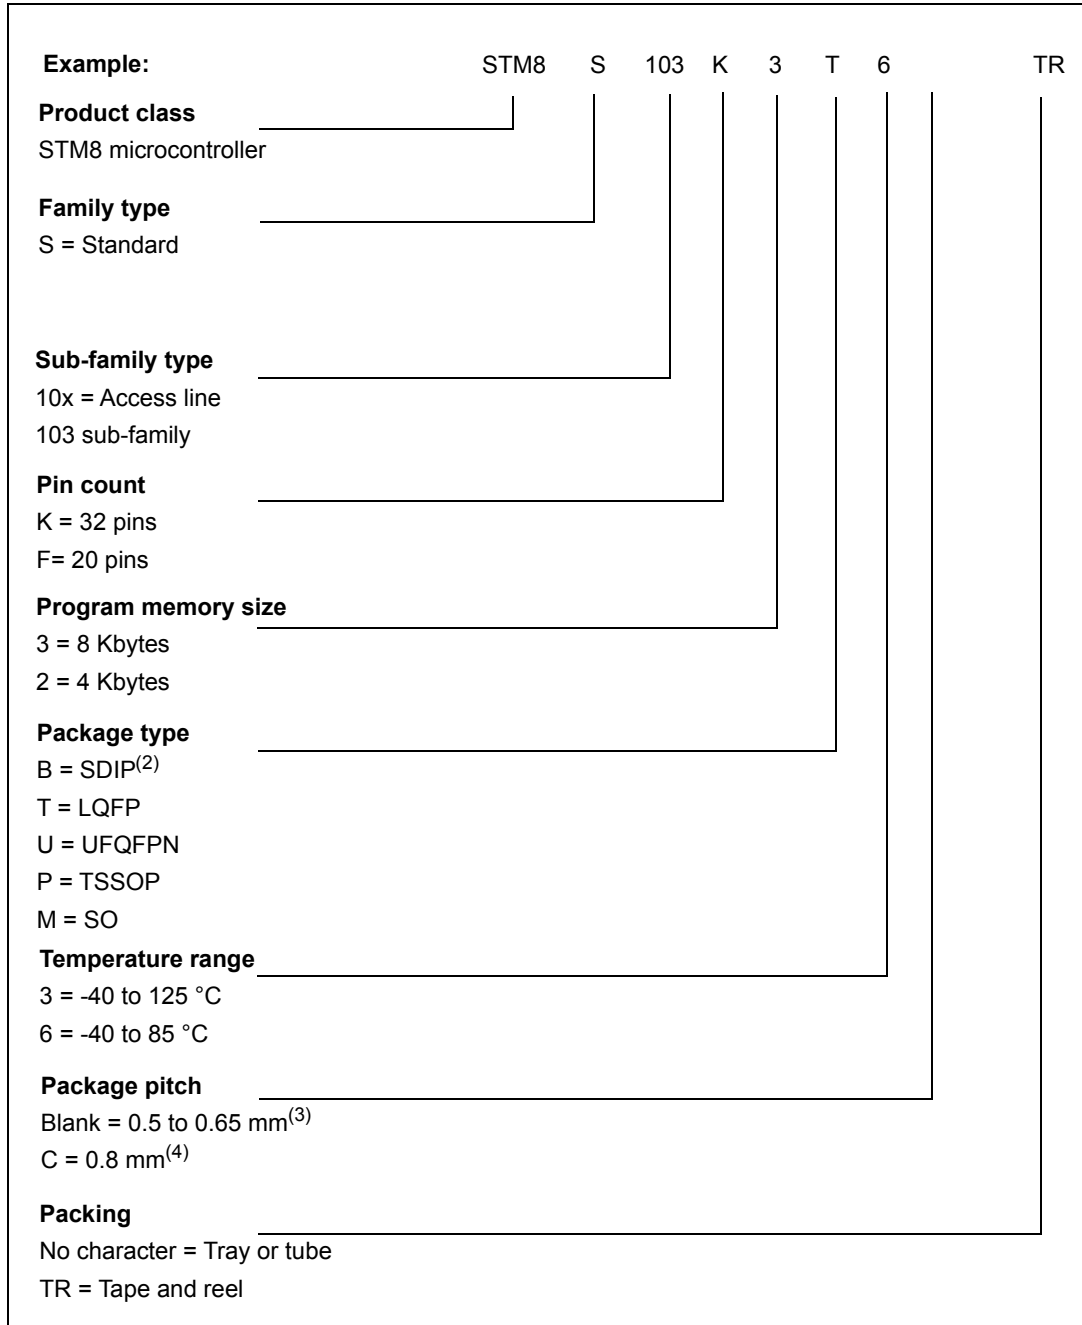 Example: STM8 S 103 K 3 T 6 TR
Product class
STM8 microcontroller
Family type
S = Standard
Sub-family type
10x = Access line
103 sub-family
Pin count
K = 32 pins
F= 20 pins
Program memory size
3 = 8 Kbytes
2 = 4 Kbytes
Package type
B = SDIP(2)
T = LQFP
U = UFQFPN
P = TSSOP
M = SO
Temperature range
3 = -40 to 125 °C
6 = -40 to 85 °C
Package pitch
Blank = 0.5 to 0.65 mm(3)
C = 0.8 mm(4)
Packing
No character = Tray or tube
TR = Tape and reel